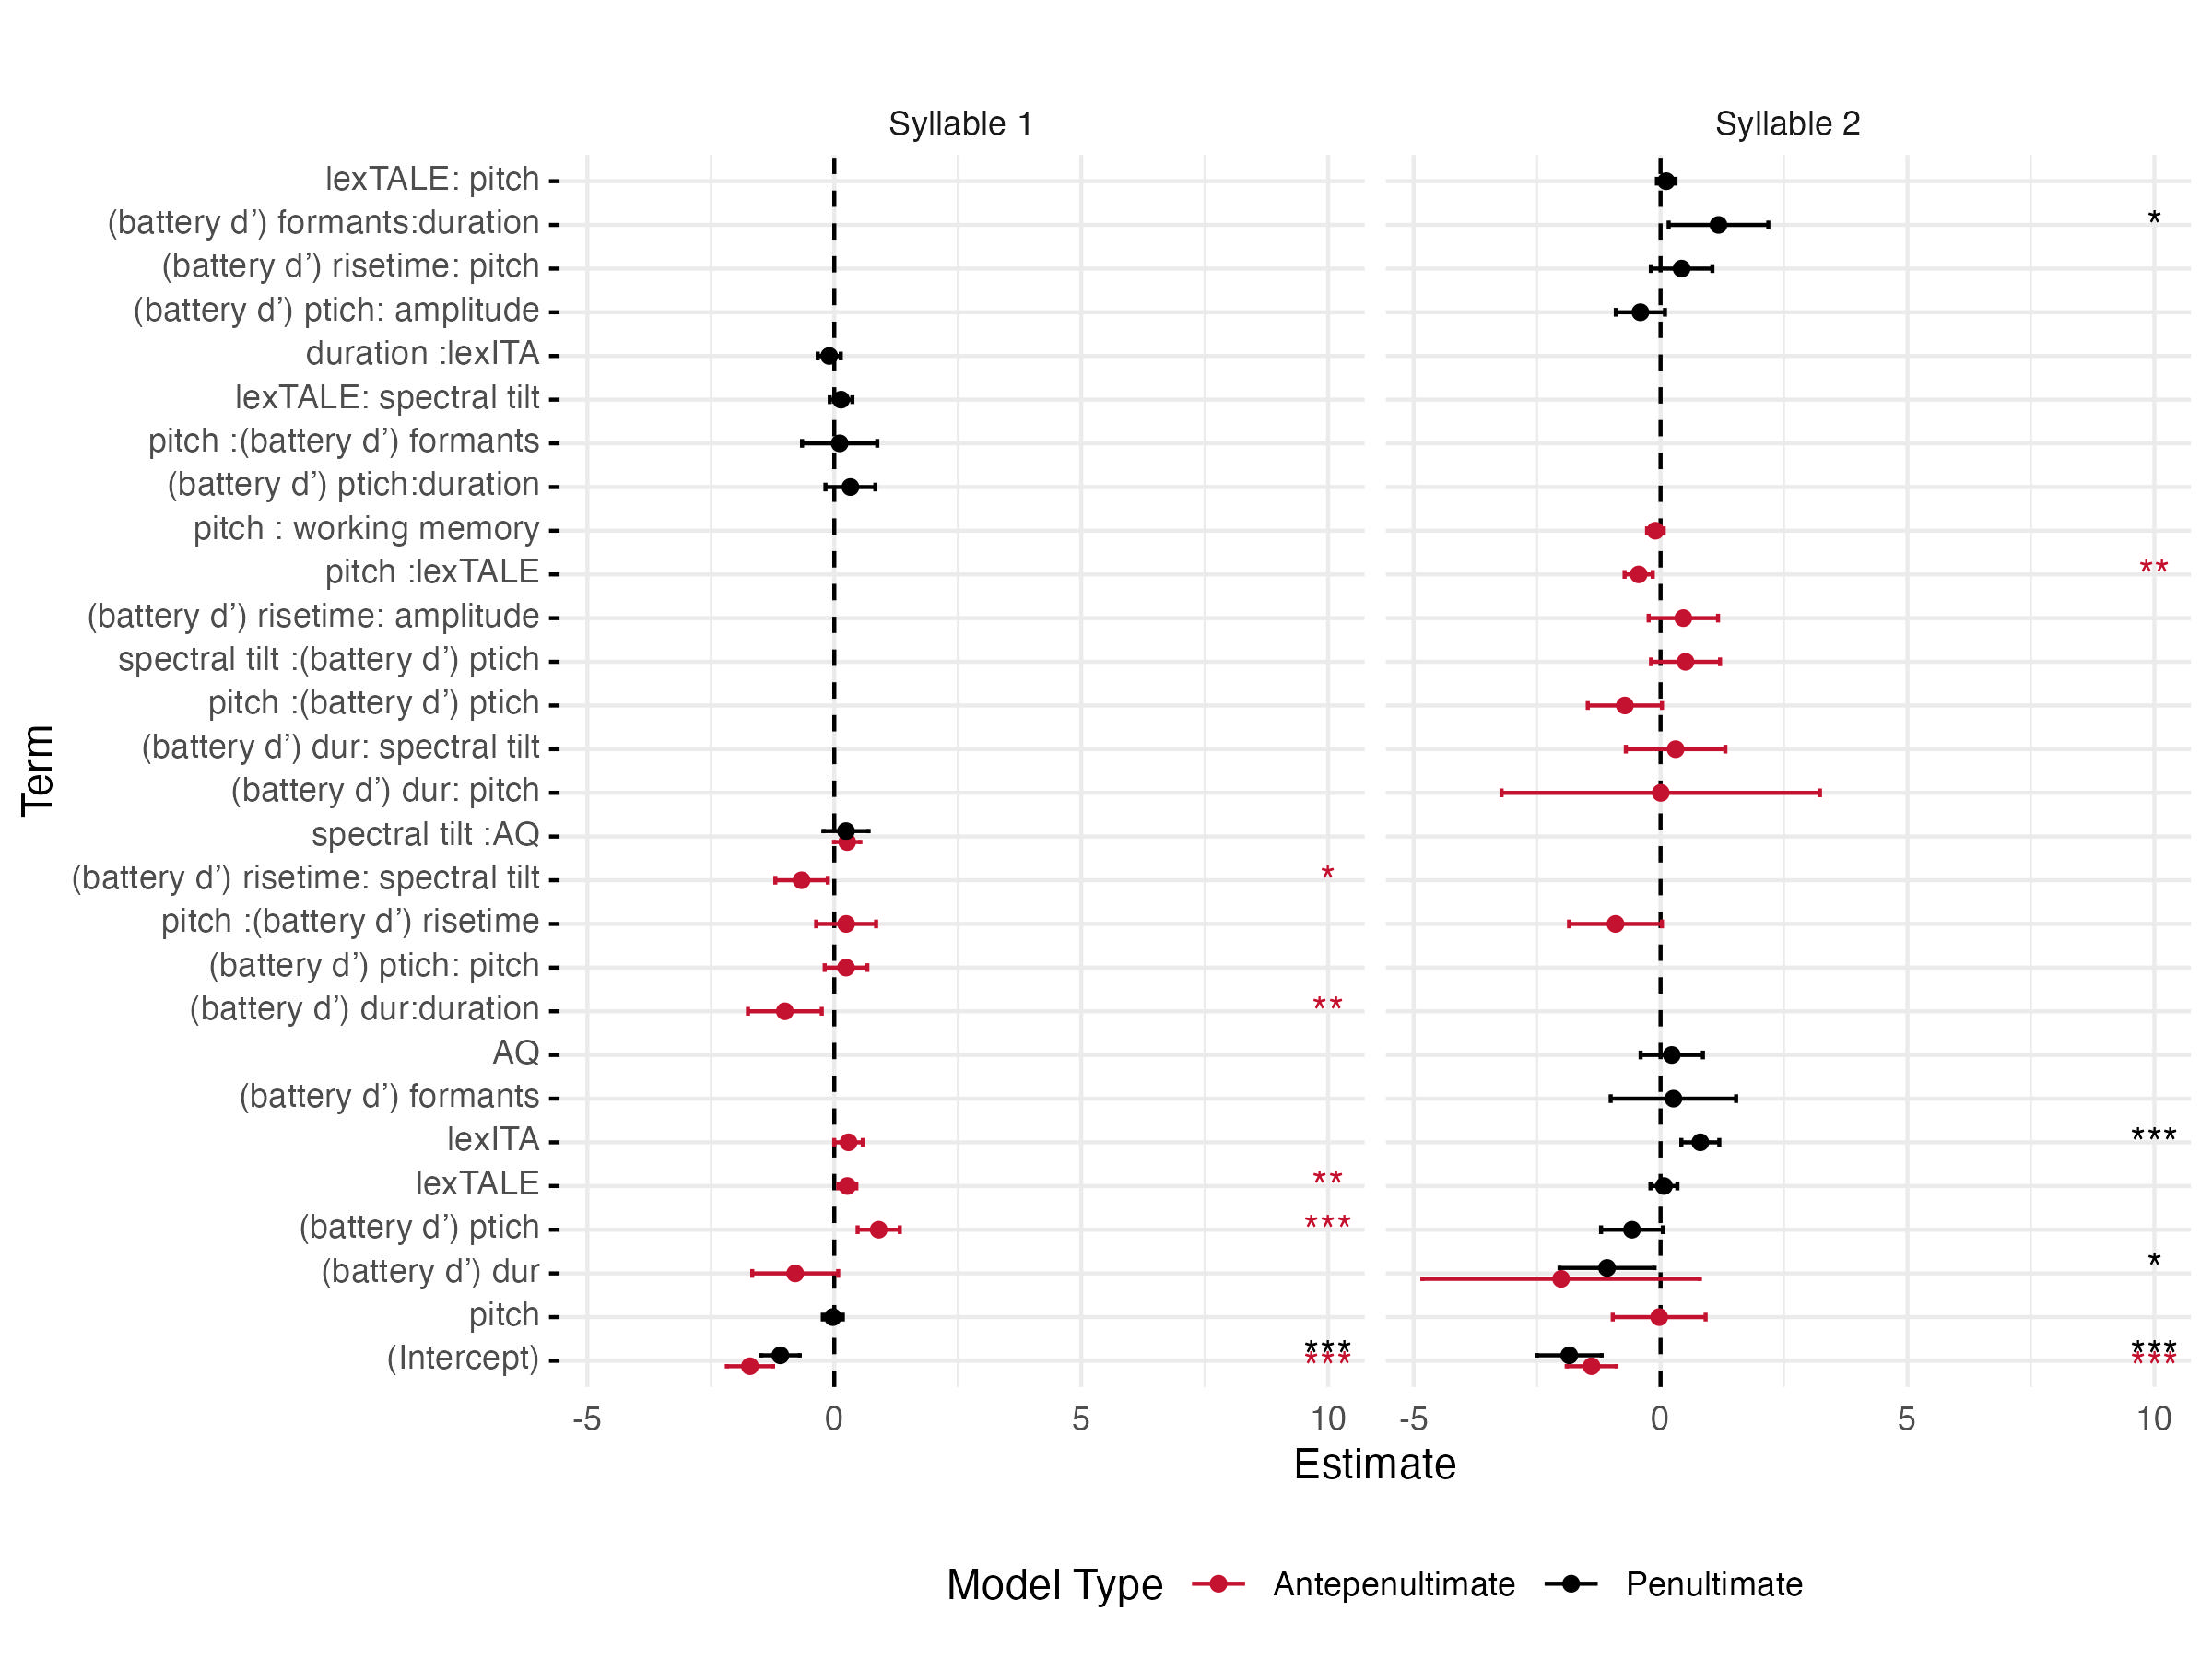 Syllable 1
Syllable 2
lexTALE: pitch
(battery d’) formants:duration
*
(battery d’) risetime: pitch
(battery d’) ptich: amplitude
duration :lexITA
lexTALE: spectral tilt
pitch :(battery d’) formants
(battery d’) ptich:duration
pitch : working memory
pitch :lexTALE
**
(battery d’) risetime: amplitude
spectral tilt :(battery d’) ptich
pitch :(battery d’) ptich
(battery d’) dur: spectral tilt
(battery d’) dur: pitch
spectral tilt :AQ
(battery d’) risetime: spectral tilt
*
pitch :(battery d’) risetime
(battery d’) ptich: pitch
(battery d’) dur:duration
**
AQ
(battery d’) formants
lexITA
***
lexTALE
**
(battery d’) ptich
***
(battery d’) dur
*
pitch
(Intercept)
***
***
***
***
Term
-5 0 5 10
-5 0 5 10
Estimate
Model Type Antepenultimate Penultimate